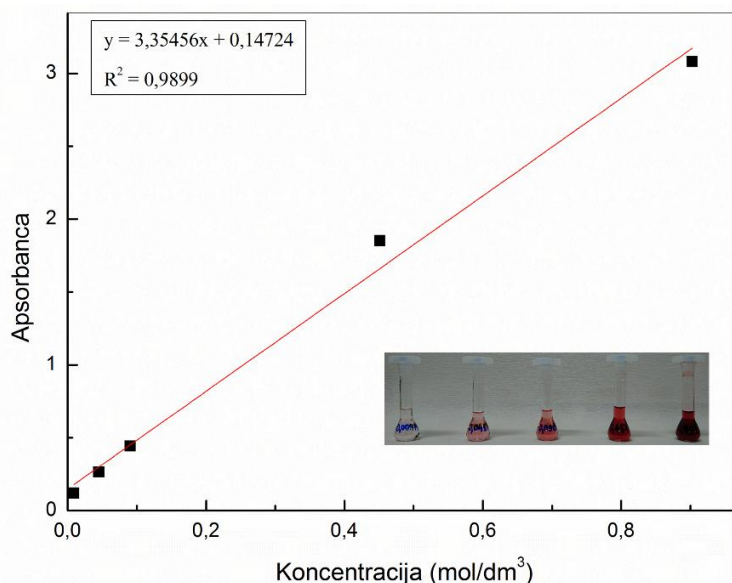 y = 3,35456x + 0,14724
R² = 0,9899
3
2
1
0
0,0 0,2 0,4 0,6 0,8
Apsorbanca
Koncentracija (mol/dm³)